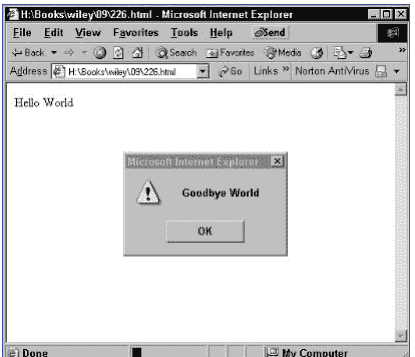 H:\Books\wiley\09\226.html - Microsoft Internet Explorer
File Edit View Favorites Tools Help Send
Back Search Favorites Media »
Address H:\Books\wiley\09\226.html Go Links » Norton AntiVirus
Hello World
Microsoft Internet Explorer
Goodbye World
OK
Done My Computer